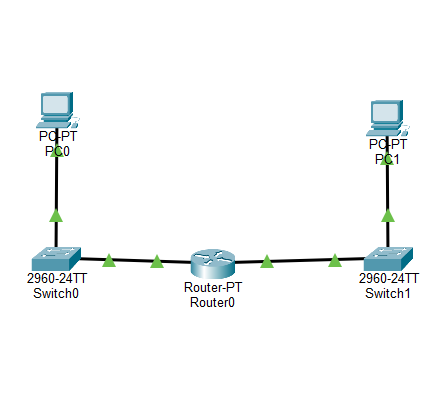 PC-PT
PC0
PC-PT
PC1
2960-24TT
Switch0
Router-PT
Router0
2960-24TT
Switch1